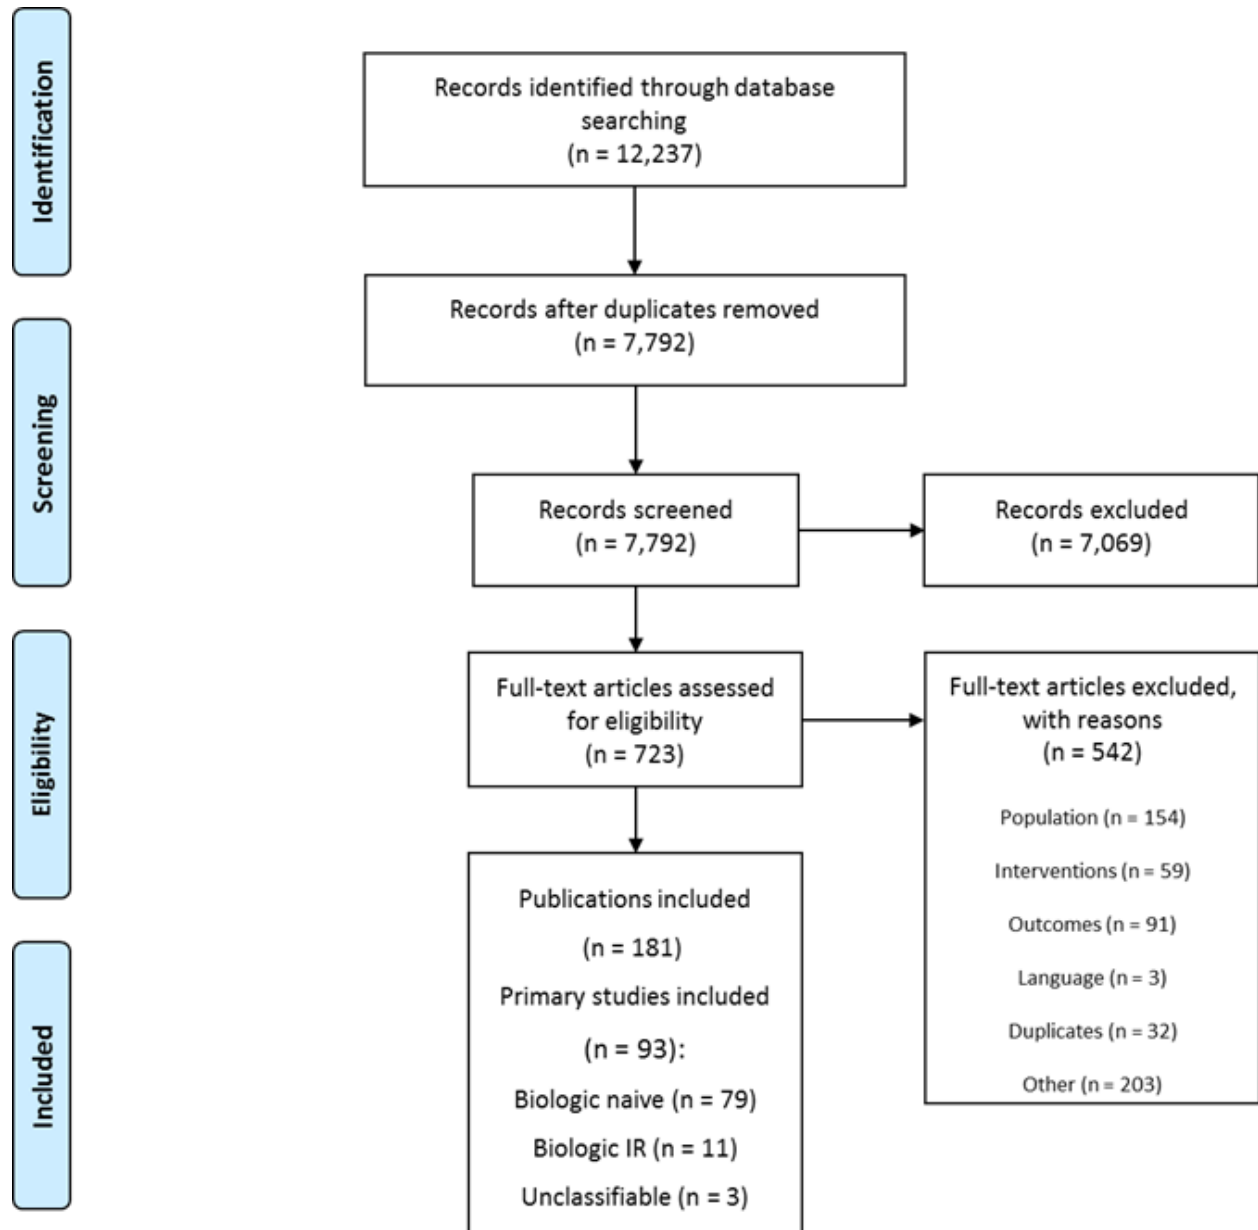 Identification
Records identified through database
searching
(n = 12,237)
Records after duplicates removed
(n = 7,792)
Screening
Records screened
(n = 7,792)
Records excluded
(n = 7,069)
Eligibility
Full-text articles assessed
for eligibility
(n = 723)
Full-text articles excluded,
with reasons
(n = 542)
Population (n = 154)
Interventions (n = 59)
Outcomes (n = 91)
Language (n = 3)
Duplicates (n = 32)
Other (n = 203)
Included
Publications included
(n = 181)
Primary studies included
(n = 93):
Biologic naive (n = 79)
Biologic IR (n = 11)
Unclassifiable (n = 3)